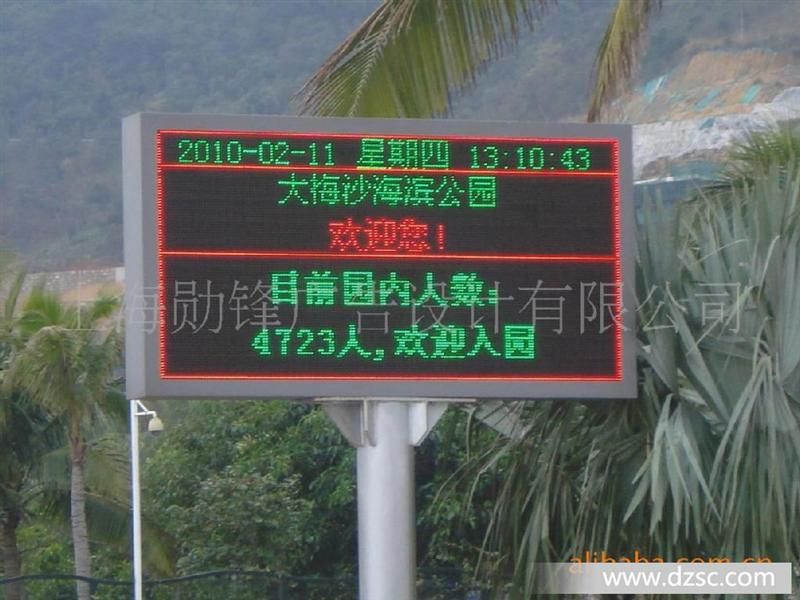 2010-02-11 星期四 13:10:43
大梅沙海滨公园
欢迎您!
目前园内人数:
上海勋锋广告设计有限公司
4723人,欢迎入园
alibaba.com.cn
www.dzsc.com